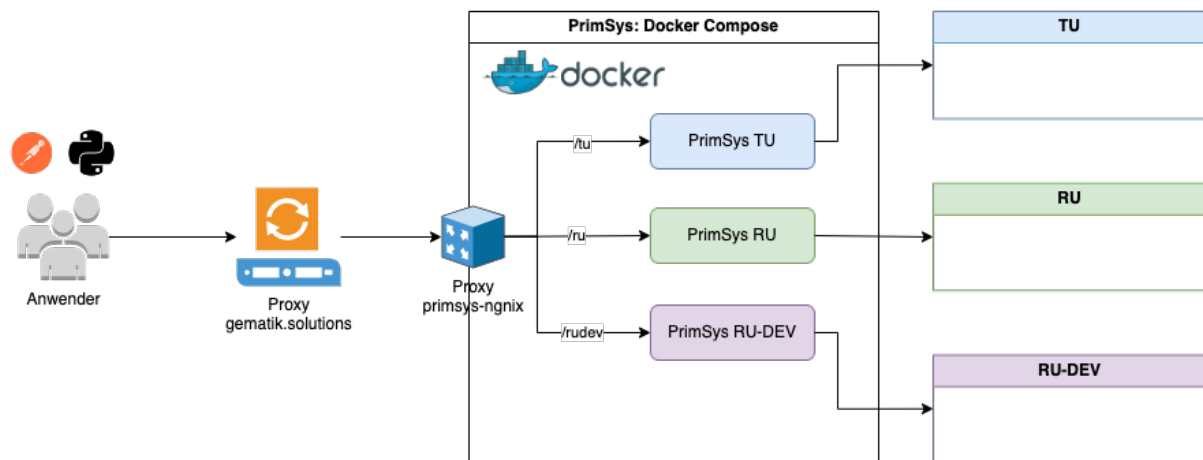 PrimSys: Docker Compose
docker
TU
/tu
PrimSys TU
RU
/ru
PrimSys RU
Anwender
Proxy
gematik.solutions
Proxy
primsys-ngnix
/rudev
PrimSys RU-DEV
RU-DEV